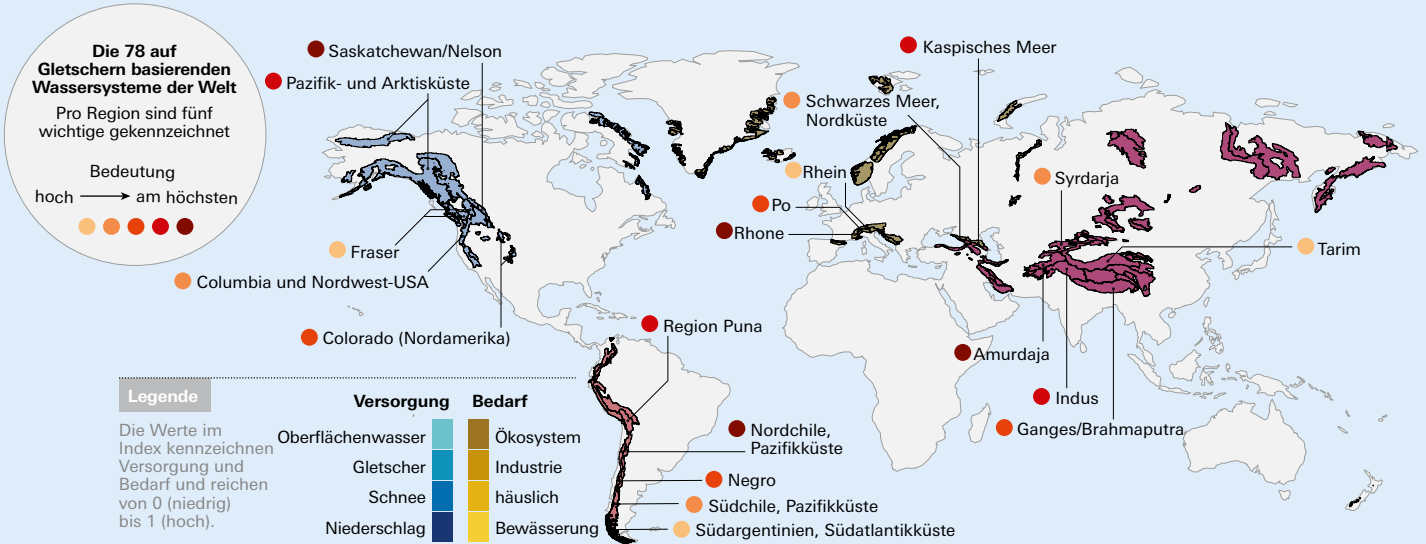 Die 78 auf
Gletschern basierenden
Wassersysteme der Welt
Pro Region sind fünf
wichtige gekennzeichnet
Bedeutung
hoch → am höchsten
Saskatchewan/Nelson
Pazifik- und Arktisküste
Fraser
Columbia und Nordwest-USA
Colorado (Nordamerika)
Kaspisches Meer
Schwarzes Meer,
Nordküste
Rhein
Po
Rhone
Syrdarja
Tarim
Amurdaja
Indus
Ganges/Brahmaputra
Region Puna
Nordchile,
Pazifikküste
Negro
Südchile, Pazifikküste
Südargentinien, Südatlantikküste
Legende
Die Werte im
Index kennzeichnen
Versorgung und
Bedarf und reichen
von 0 (niedrig)
bis 1 (hoch).
Versorgung
Oberflächenwasser
Gletscher
Schnee
Niederschlag
Bedarf
Ökosystem
Industrie
häuslich
Bewässerung